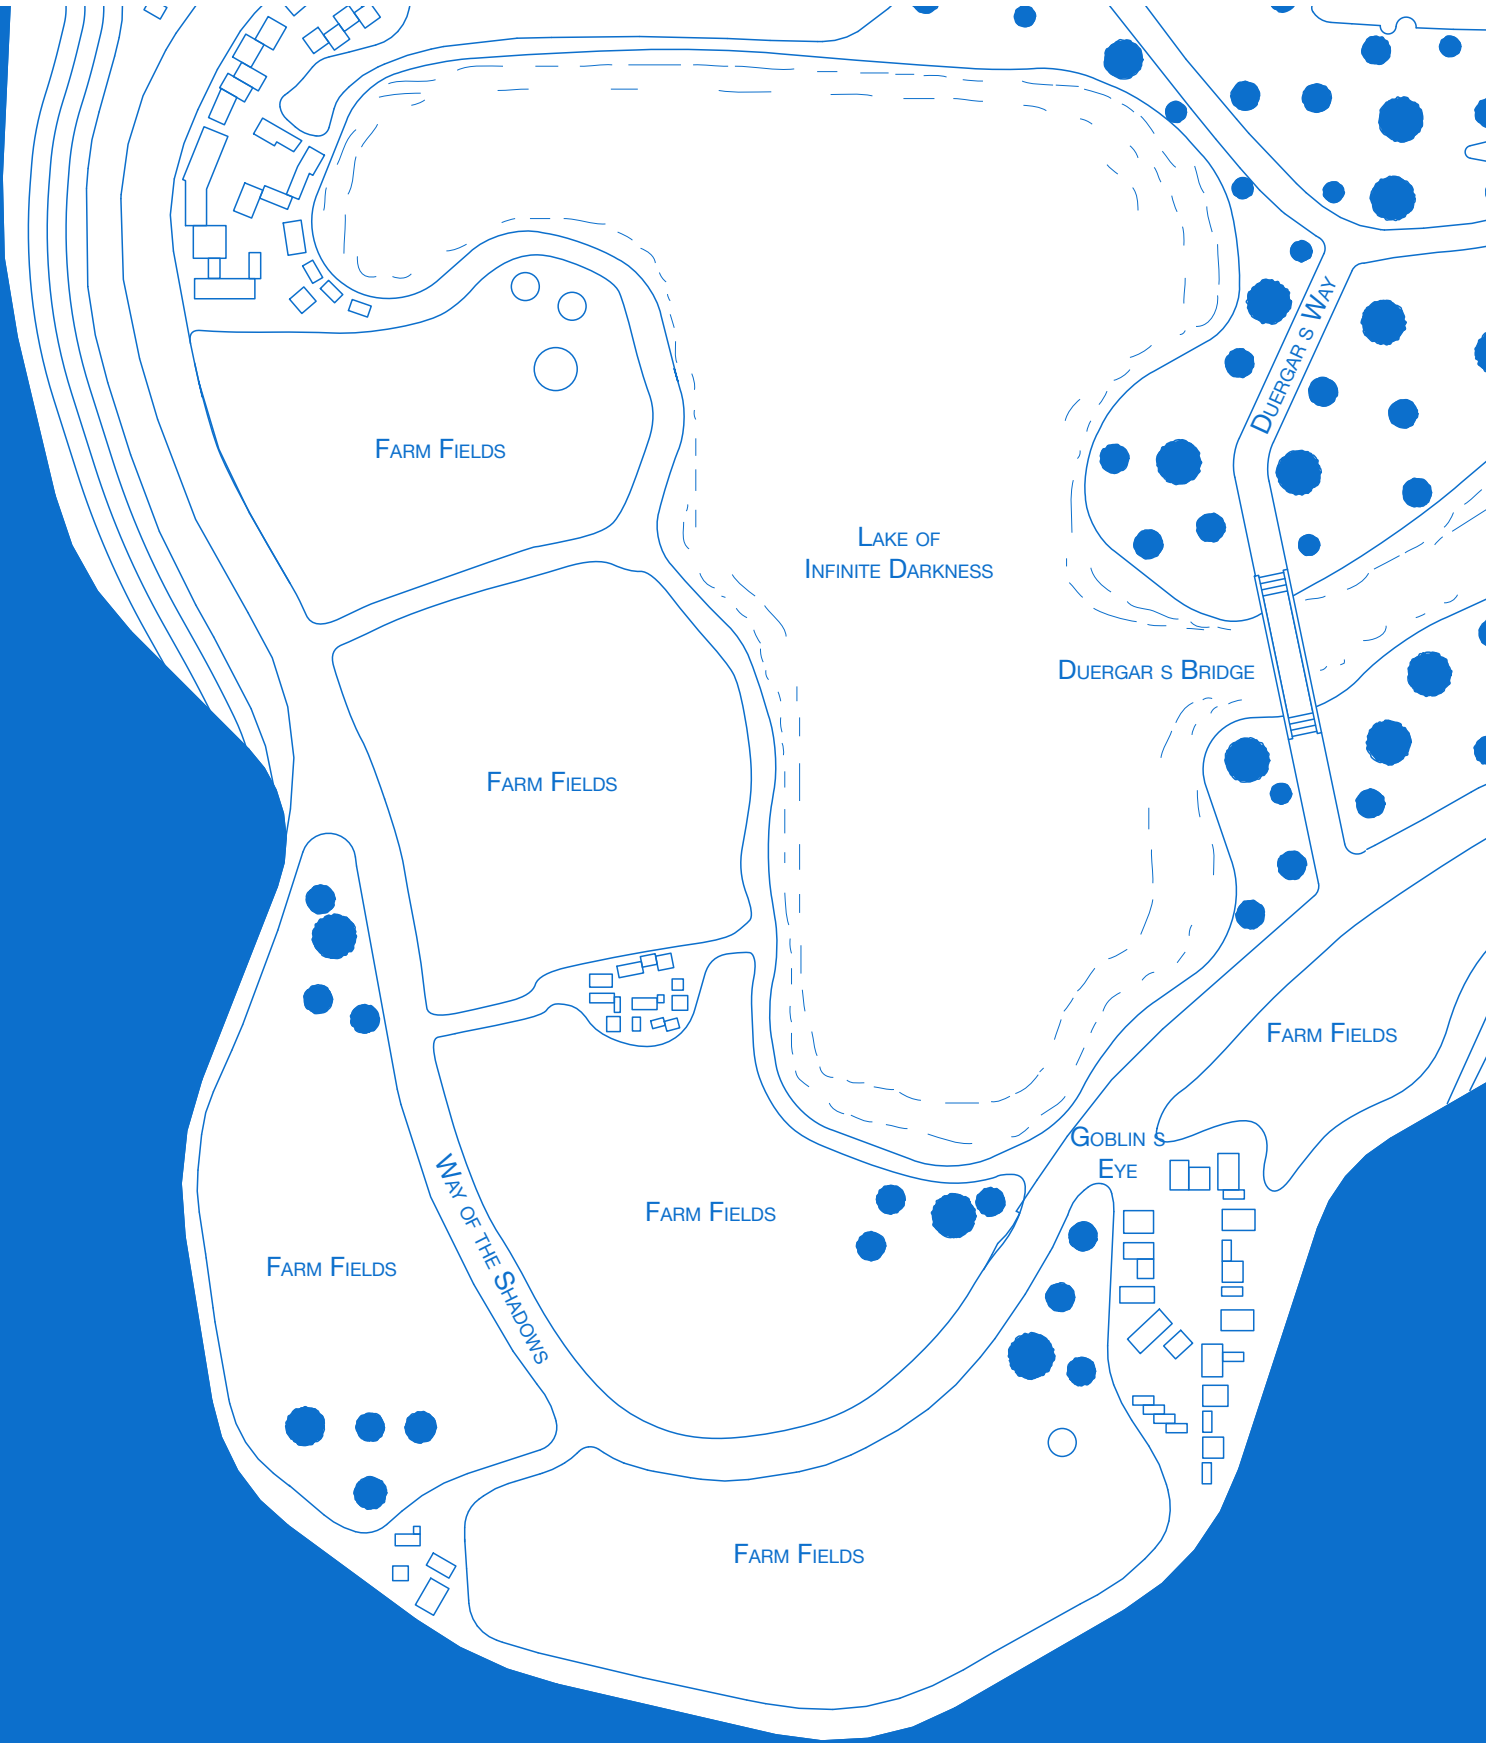 Duergar s Way
Farm Fields
Lake of
Infinite Darkness
Duergar s Bridge
Farm Fields
Farm Fields
Goblin s
Eye
Way of the Shadows
Farm Fields
Farm Fields
Farm Fields